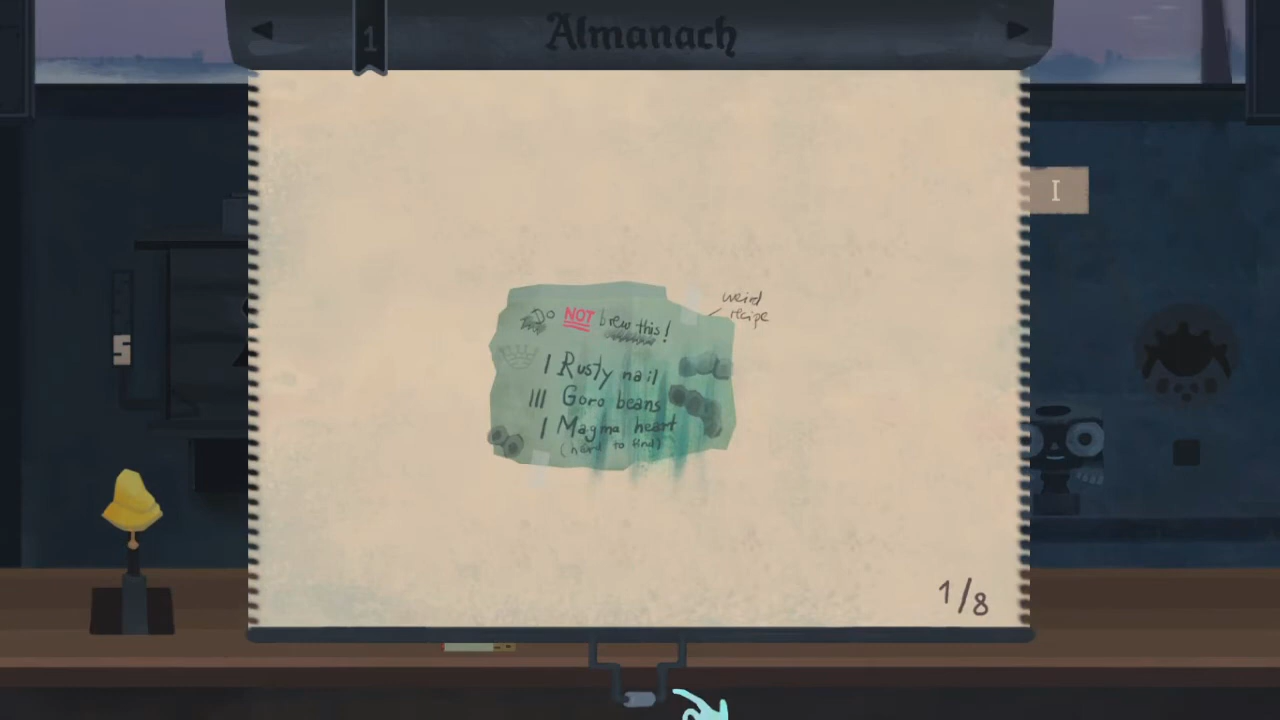 1
Almanach
I
weird
recipe
Do NOT brew this!
I Rusty nail
III Goro beans
I Magma heart
(hard to find)
5
1/8